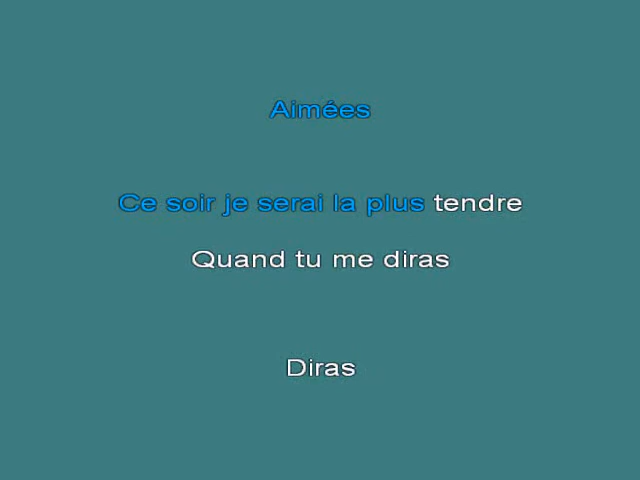 Aimées
Ce soir je serai la plus tendre
Quand tu me diras
Diras